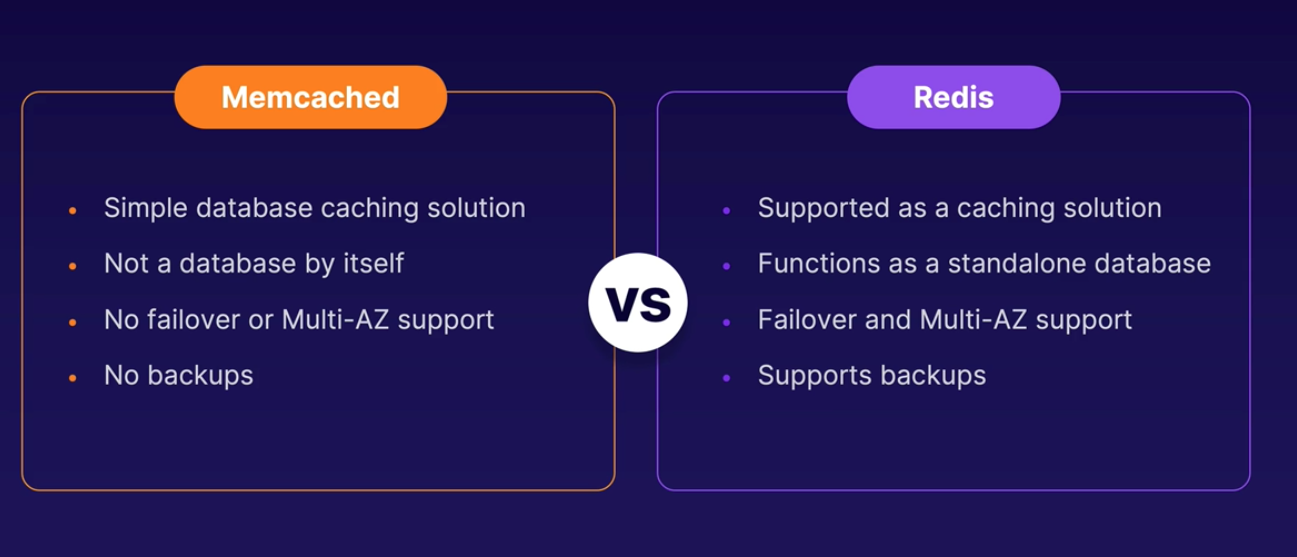 Memcached
Simple database caching solution
Not a database by itself
No failover or Multi-AZ support
No backups
VS
Redis
Supported as a caching solution
Functions as a standalone database
Failover and Multi-AZ support
Supports backups